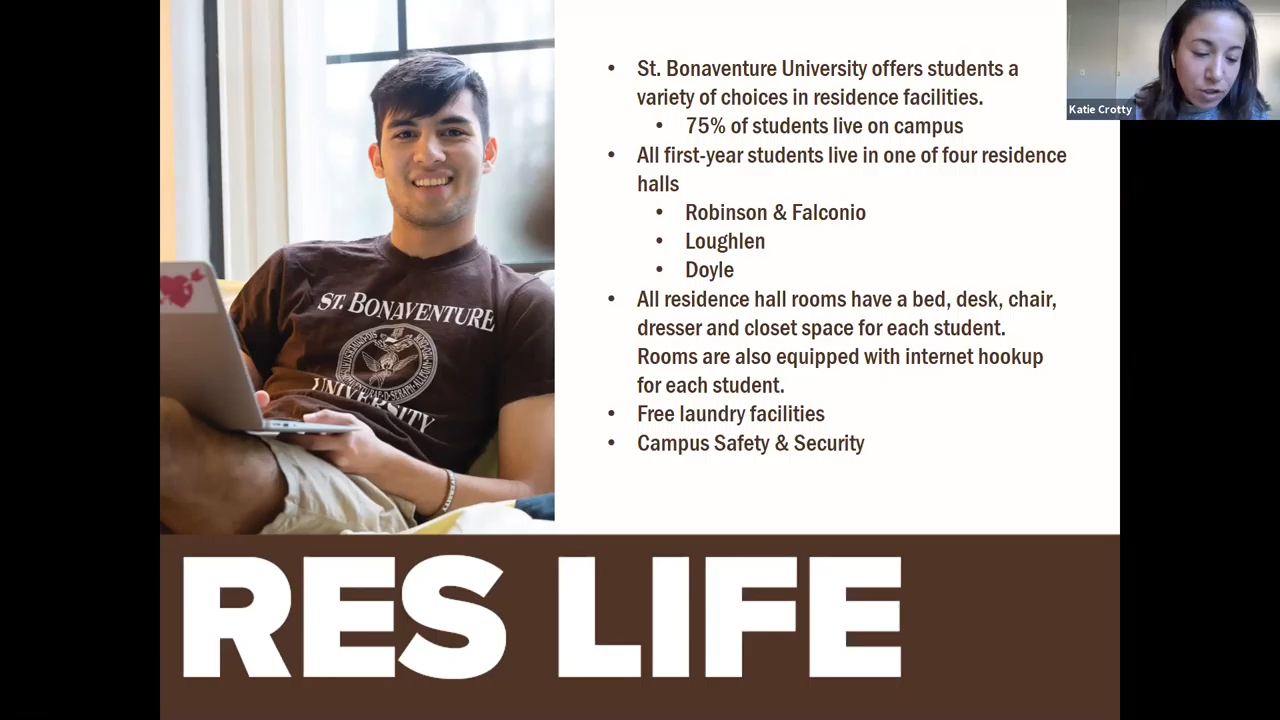 • St. Bonaventure University offers students a
variety of choices in residence facilities.
• 75% of students live on campus
• All first-year students live in one of four residence
halls
• Robinson & Falconio
• Loughlen
• Doyle
• All residence hall rooms have a bed, desk, chair,
dresser and closet space for each student.
Rooms are also equipped with internet hookup
for each student.
• Free laundry facilities
• Campus Safety & Security
Katie Crotty
ST. BONAVENTURE
UNIVERSITY
RES LIFE